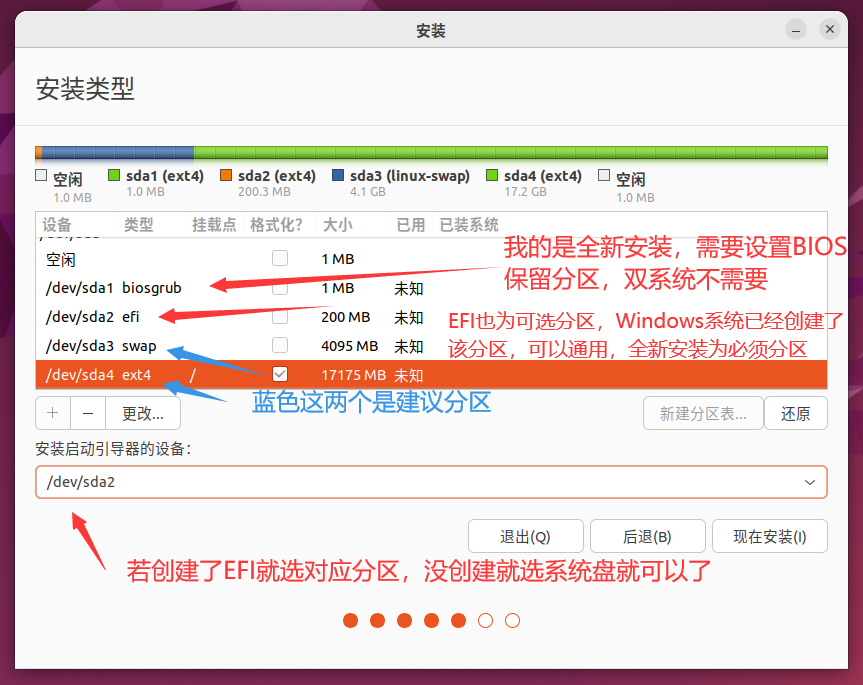 安装
安装类型
空闲
1.0 MB
sda1 (ext4)
1.0 MB
sda2 (ext4)
200.3 MB
sda3 (linux-swap)
4.1 GB
sda4 (ext4)
17.2 GB
空闲
1.0 MB
设备 类型 挂载点 格式化? 大小 已用 已装系统
空闲 1 MB
/dev/sda1 biosgrub 1 MB 未知
/dev/sda2 efi 200 MB 未知
/dev/sda3 swap 4095 MB 未知
/dev/sda4 ext4 / 17175 MB 未知
我的是全新安装，需要设置BIOS
保留分区，双系统不需要
EFI也为可选分区，Windows系统已经创建了
该分区，可以通用，全新安装为必须分区
蓝色这两个是建议分区
+ − 更改... 新建分区表... 还原
安装启动引导器的设备：
/dev/sda2
退出(Q) 后退(B) 现在安装(I)
若创建了EFI就选对应分区，没创建就选系统盘就可以了